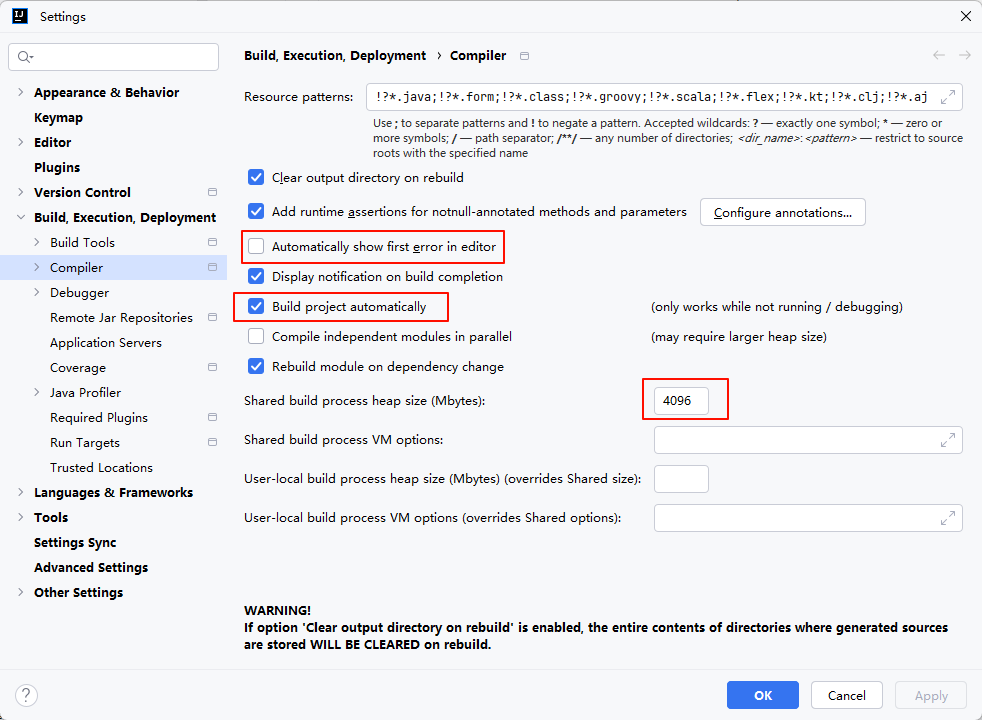 Settings
Build, Execution, Deployment › Compiler
Appearance & Behavior
Keymap
Editor
Plugins
Version Control
Build, Execution, Deployment
Build Tools
Compiler
Debugger
Remote Jar Repositories
Application Servers
Coverage
Java Profiler
Required Plugins
Run Targets
Trusted Locations
Languages & Frameworks
Tools
Settings Sync
Advanced Settings
Other Settings
Resource patterns: !?*.java;!?*.form;!?*.class;!?*.groovy;!?*.scala;!?*.flex;!?*.kt;!?*.clj;!?*.aj
Use ; to separate patterns and ! to negate a pattern. Accepted wildcards: ? — exactly one symbol; * — zero or
more symbols; / — path separator; /**/ — any number of directories; <dir_name>:<pattern> — restrict to source
roots with the specified name
Clear output directory on rebuild
Add runtime assertions for notnull-annotated methods and parameters Configure annotations...
Automatically show first error in editor
Display notification on build completion
Build project automatically (only works while not running / debugging)
Compile independent modules in parallel (may require larger heap size)
Rebuild module on dependency change
Shared build process heap size (Mbytes): 4096
Shared build process VM options:
User-local build process heap size (Mbytes) (overrides Shared size):
User-local build process VM options (overrides Shared options):
WARNING!
If option 'Clear output directory on rebuild' is enabled, the entire contents of directories where generated sources
are stored WILL BE CLEARED on rebuild.
? OK Cancel Apply